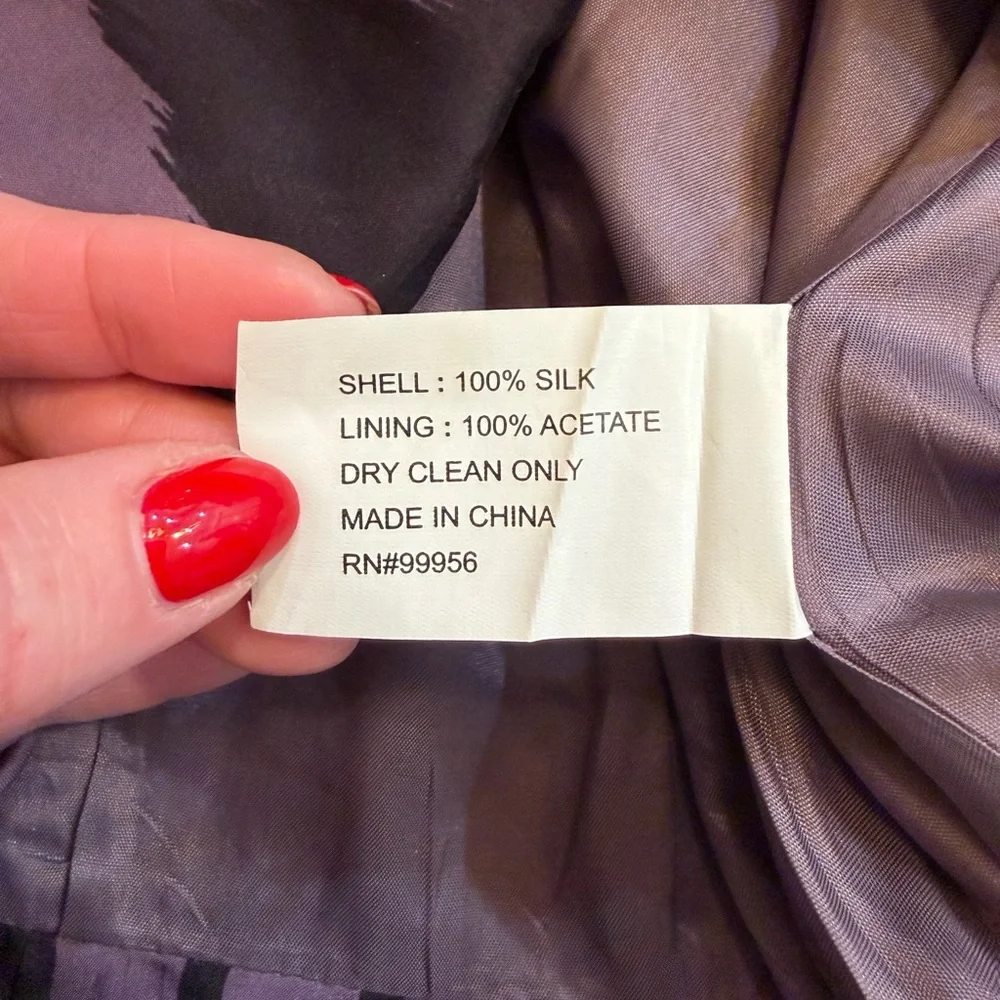 SHELL : 100% SILK
LINING : 100% ACETATE
DRY CLEAN ONLY
MADE IN CHINA
RN#99956